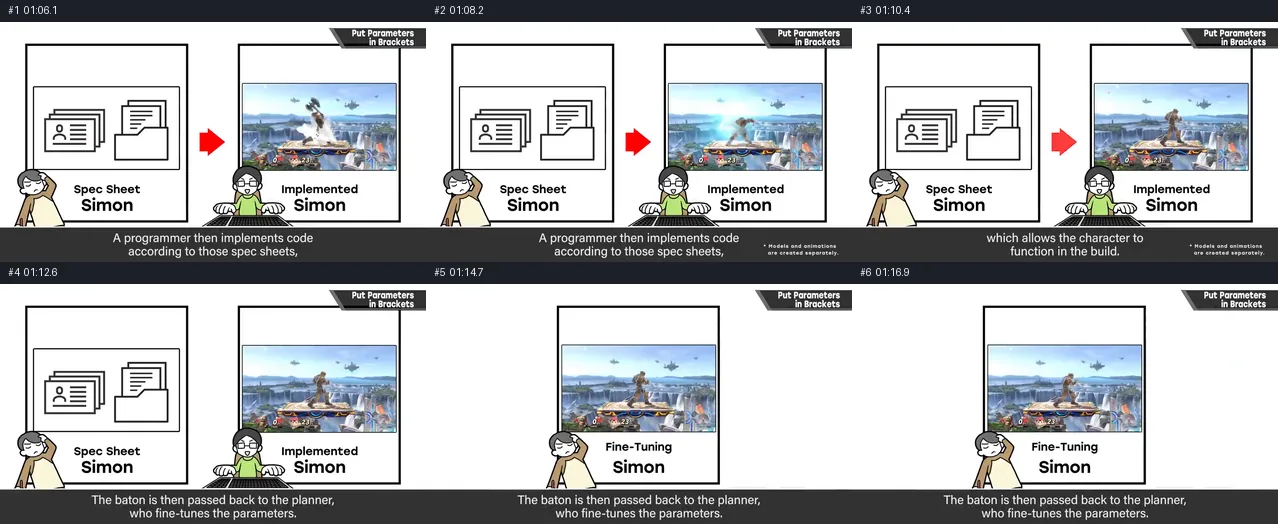 #1 01:06.1
Put Parameters
in Brackets
Spec Sheet
Simon
Implemented
Simon
A programmer then implements code
according to those spec sheets,
#2 01:08.2
Put Parameters
in Brackets
Spec Sheet
Simon
Implemented
Simon
A programmer then implements code
according to those spec sheets,
* Models and animations
are created separately.
#3 01:10.4
Put Parameters
in Brackets
Spec Sheet
Simon
Implemented
Simon
which allows the character to
function in the build.
* Models and animations
are created separately.
#4 01:12.6
Put Parameters
in Brackets
Spec Sheet
Simon
Implemented
Simon
The baton is then passed back to the planner,
who fine-tunes the parameters.
#5 01:14.7
Put Parameters
in Brackets
Fine-Tuning
Simon
The baton is then passed back to the planner,
who fine-tunes the parameters.
#6 01:16.9
Put Parameters
in Brackets
Fine-Tuning
Simon
The baton is then passed back to the planner,
who fine-tunes the parameters.